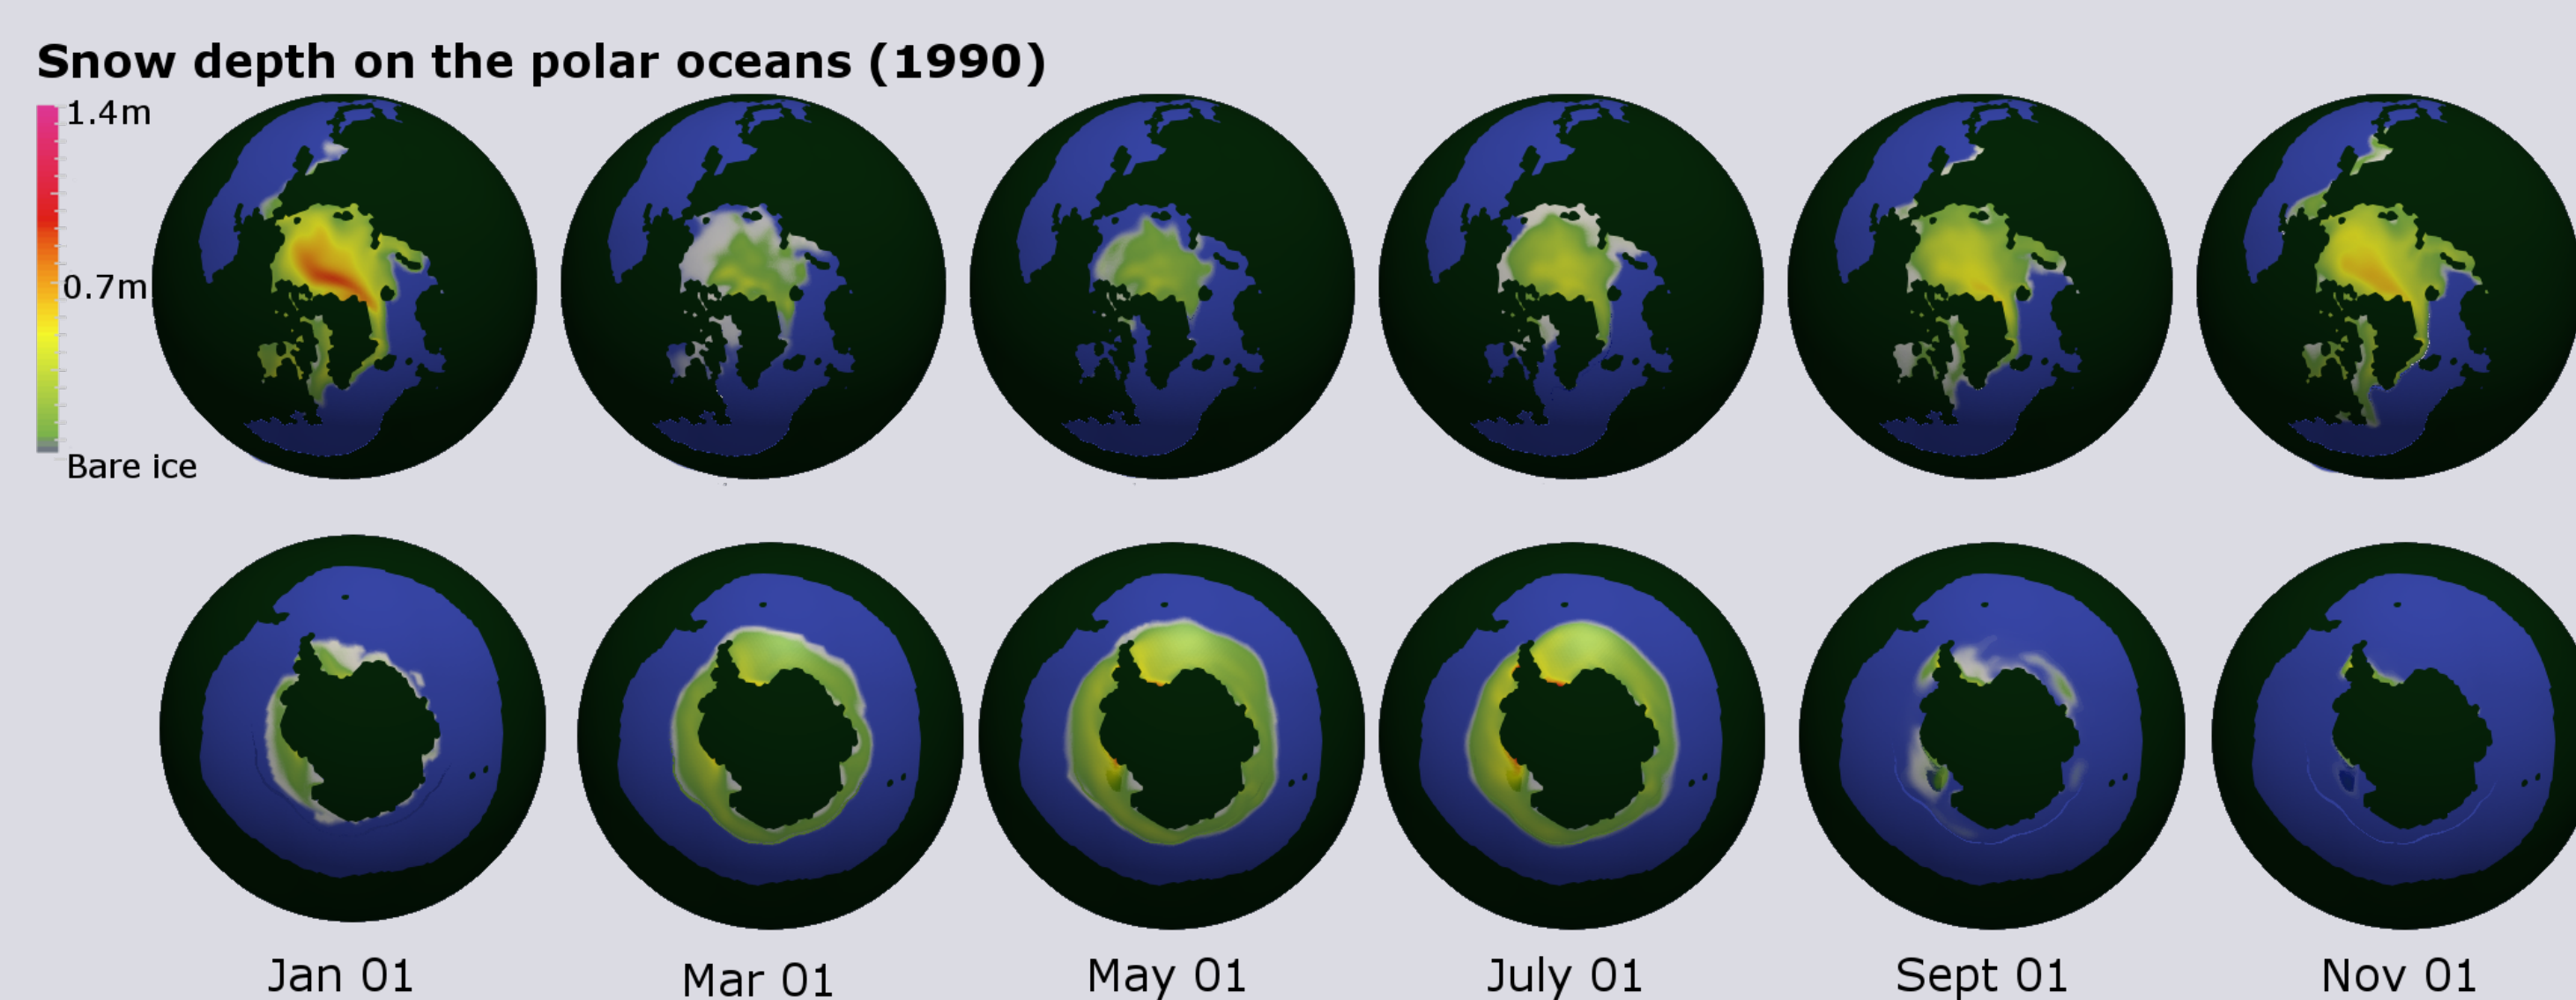 Snow depth on the polar oceans (1990)
1.4m
0.7m
Bare ice
Jan 01
Mar 01
May 01
July 01
Sept 01
Nov 01